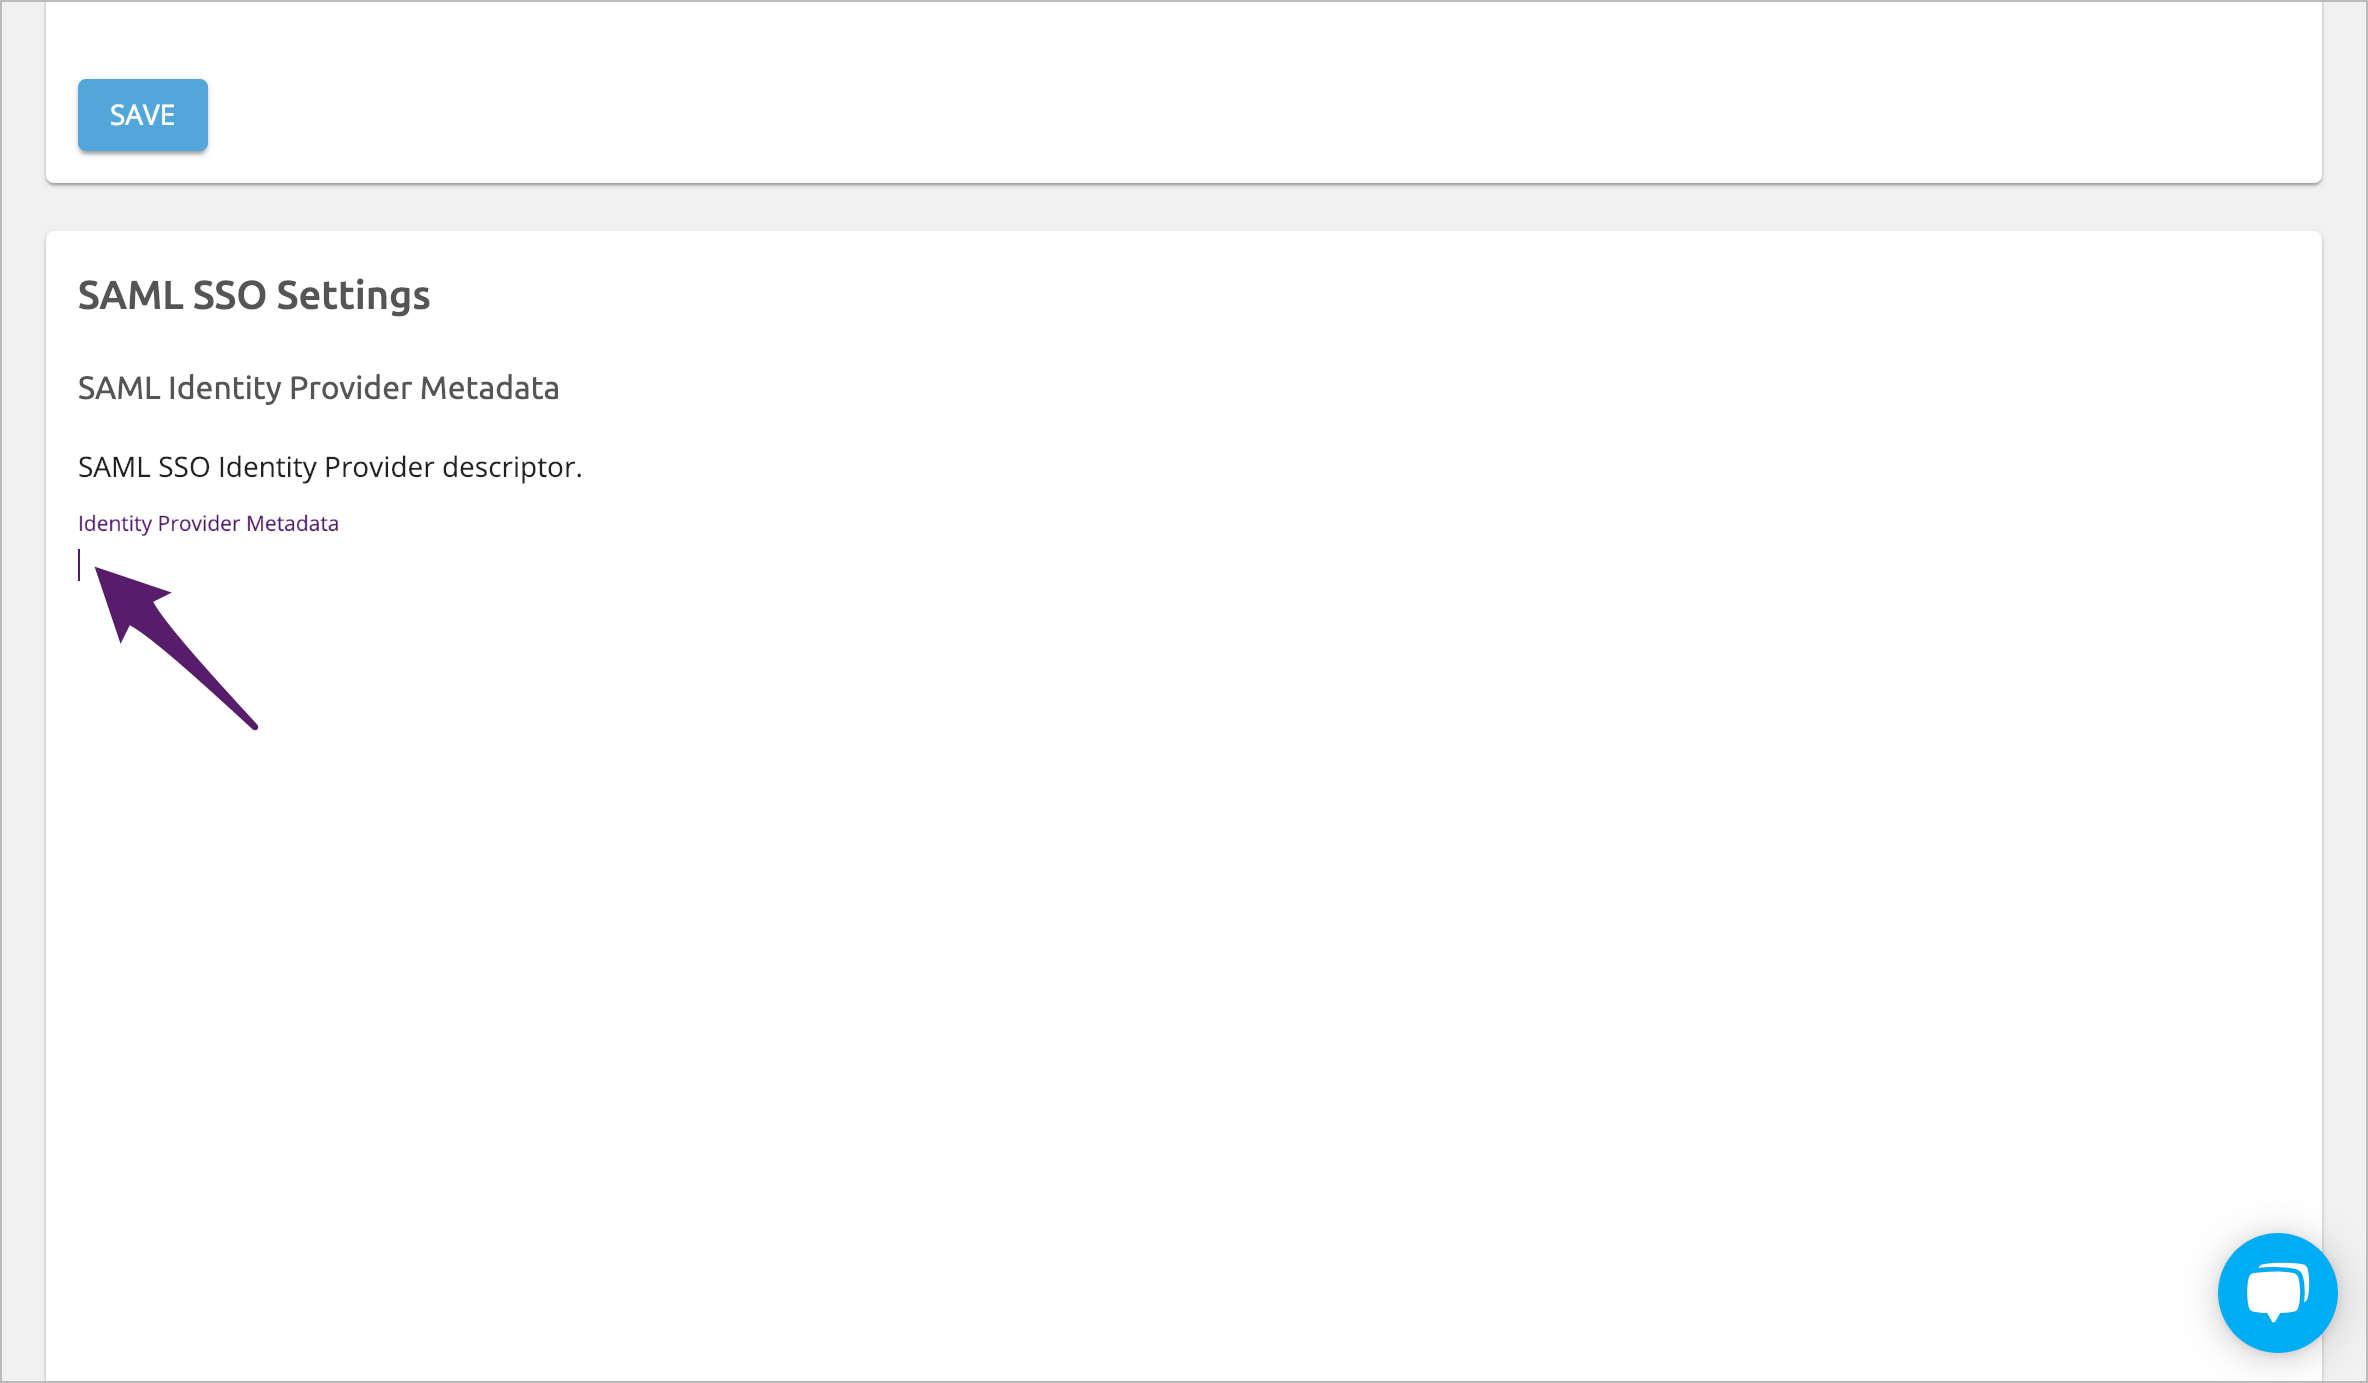 SAVE
SAML SSO Settings
SAML Identity Provider Metadata
SAML SSO Identity Provider descriptor.
Identity Provider Metadata